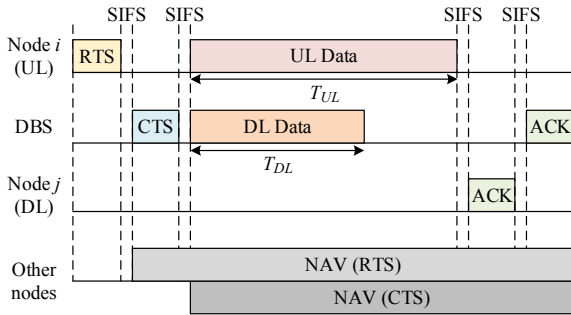 SIFS SIFS SIFS SIFS
Node i
(UL)
RTS
UL Data
T_UL
DBS
CTS
DL Data
ACK
T_DL
Node j
(DL)
ACK
Other
nodes
NAV (RTS)
NAV (CTS)